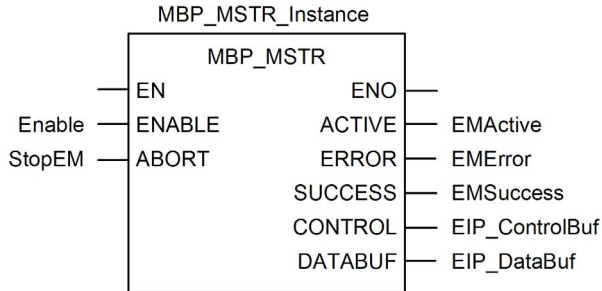 MBP_MSTR_Instance
MBP_MSTR
EN ENO
Enable ENABLE ACTIVE EMActive
StopEM ABORT ERROR EMError
SUCCESS EMSuccess
CONTROL EIP_ControlBuf
DATABUF EIP_DataBuf